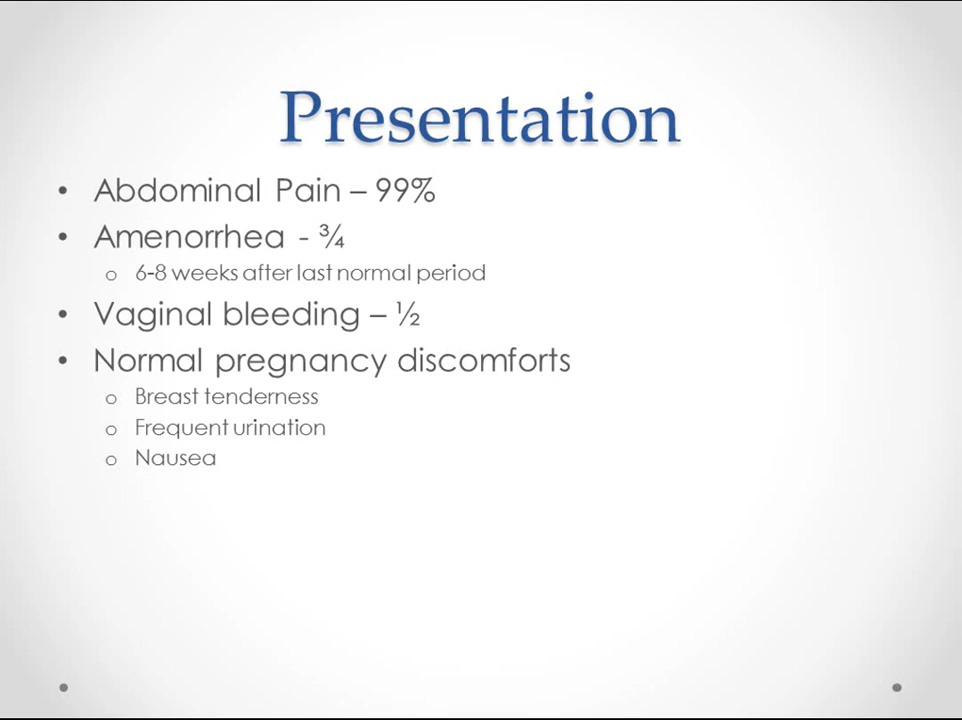 Presentation
• Abdominal Pain – 99%
• Amenorrhea - ¾
o 6-8 weeks after last normal period
• Vaginal bleeding – ½
• Normal pregnancy discomforts
o Breast tenderness
o Frequent urination
o Nausea